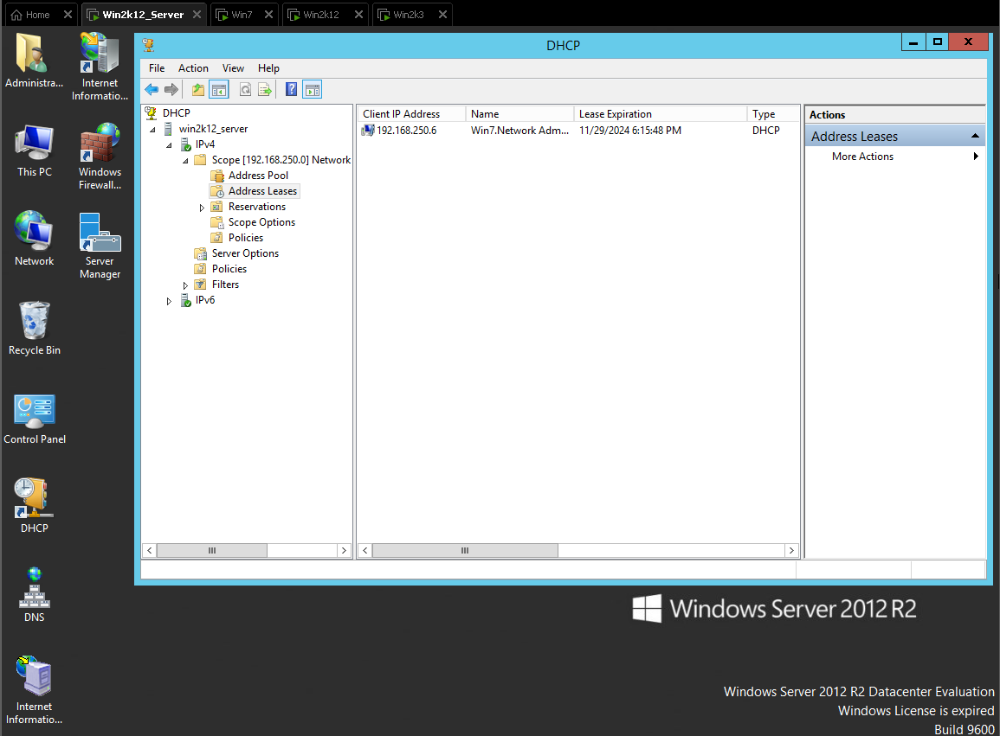 Home
Win2k12_Server
Win7
Win2k12
Win2k3
Administra...
Internet
Informatio...
This PC
Windows
Firewall...
Network
Server
Manager
Recycle Bin
Control Panel
DHCP
DNS
Internet
Informatio...
DHCP
File Action View Help
DHCP
win2k12_server
IPv4
Scope [192.168.250.0] Network
Address Pool
Address Leases
Reservations
Scope Options
Policies
Server Options
Policies
Filters
IPv6
Client IP Address Name Lease Expiration Type
192.168.250.6 Win7.Network Adm... 11/29/2024 6:15:48 PM DHCP
Actions
Address Leases
More Actions
Windows Server 2012 R2
Windows Server 2012 R2 Datacenter Evaluation
Windows License is expired
Build 9600